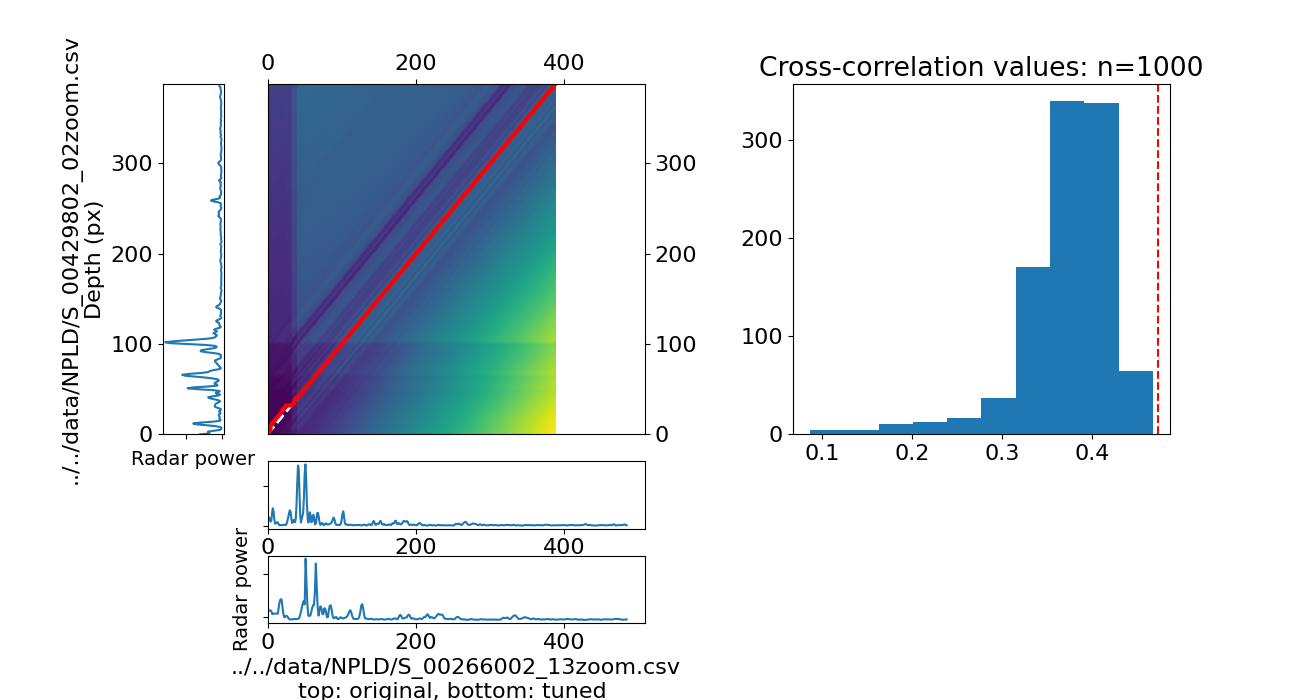 0 200 400
Cross-correlation values: n=1000
../../data/NPLD/S_00429802_02zoom.csv
Depth (px)
300
200
100
0
Radar power
300
200
100
0
300
200
100
0
0.1 0.2 0.3 0.4
0 200 400
Radar power
0 200 400
../../data/NPLD/S_00266002_13zoom.csv
top: original, bottom: tuned